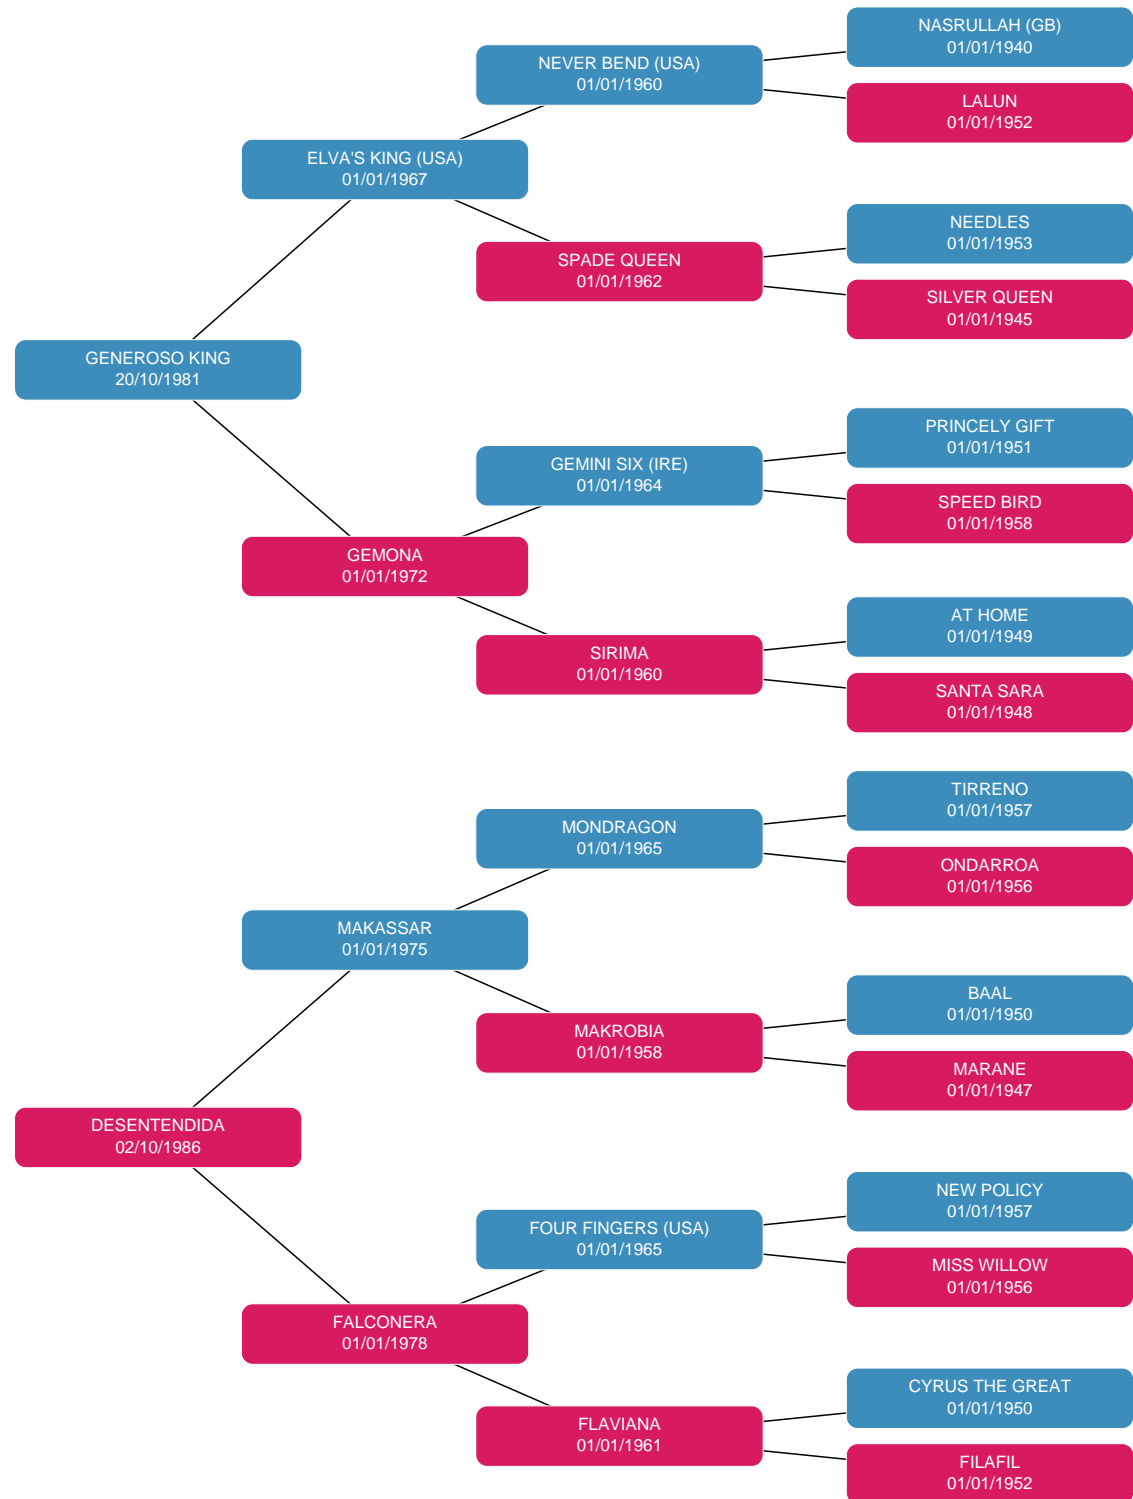 NASRULLAH (GB)
01/01/1940
NEVER BEND (USA)
01/01/1960
LALUN
01/01/1952
ELVA'S KING (USA)
01/01/1967
NEEDLES
01/01/1953
SPADE QUEEN
01/01/1962
SILVER QUEEN
01/01/1945
GENEROSO KING
20/10/1981
PRINCELY GIFT
01/01/1951
GEMINI SIX (IRE)
01/01/1964
SPEED BIRD
01/01/1958
GEMONA
01/01/1972
AT HOME
01/01/1949
SIRIMA
01/01/1960
SANTA SARA
01/01/1948
TIRRENO
01/01/1957
MONDRAGON
01/01/1965
ONDARROA
01/01/1956
MAKASSAR
01/01/1975
BAAL
01/01/1950
MAKROBIA
01/01/1958
MARANE
01/01/1947
DESENTENDIDA
02/10/1986
NEW POLICY
01/01/1957
FOUR FINGERS (USA)
01/01/1965
MISS WILLOW
01/01/1956
FALCONERA
01/01/1978
CYRUS THE GREAT
01/01/1950
FLAVIANA
01/01/1961
FILAFIL
01/01/1952